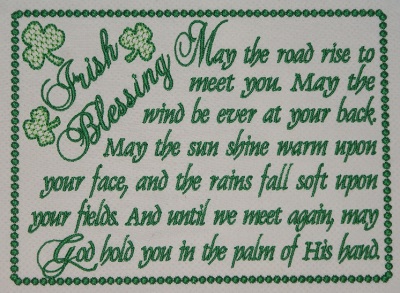 Irish
Blessing
May the road rise to
meet you. May the
wind be ever at your back.
May the sun shine warm upon
your face, and the rains fall soft upon
your fields. And until we meet again, may
God hold you in the palm of His hand.